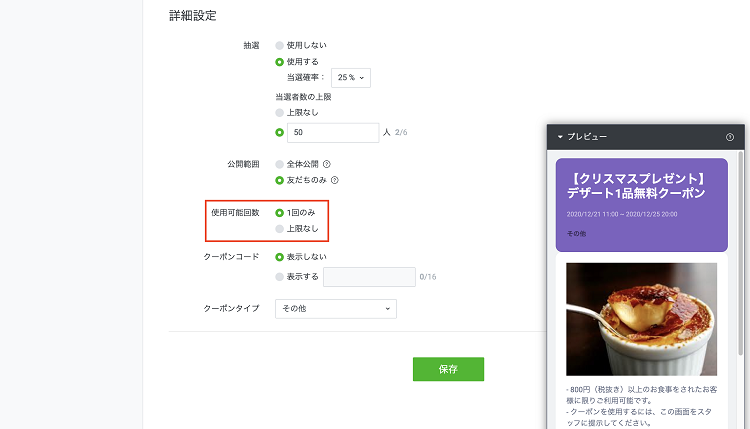 詳細設定
抽選
使用しない
使用する
当選確率：
25 %
当選者数の上限
上限なし
50
人 2/6
公開範囲
全体公開 ?
友だちのみ ?
使用可能回数
1回のみ
上限なし
クーポンコード
表示しない
表示する
0/16
クーポンタイプ
その他
保存
プレビュー ?
【クリスマスプレゼント】
デザート1品無料クーポン
2020/12/21 11:00 ~ 2020/12/25 20:00
その他
- 800円（税抜き）以上のお食事をされたお客
様に限りご利用可能です。
- クーポンを使用するには、この画面をスタ
ッフに提示してください。